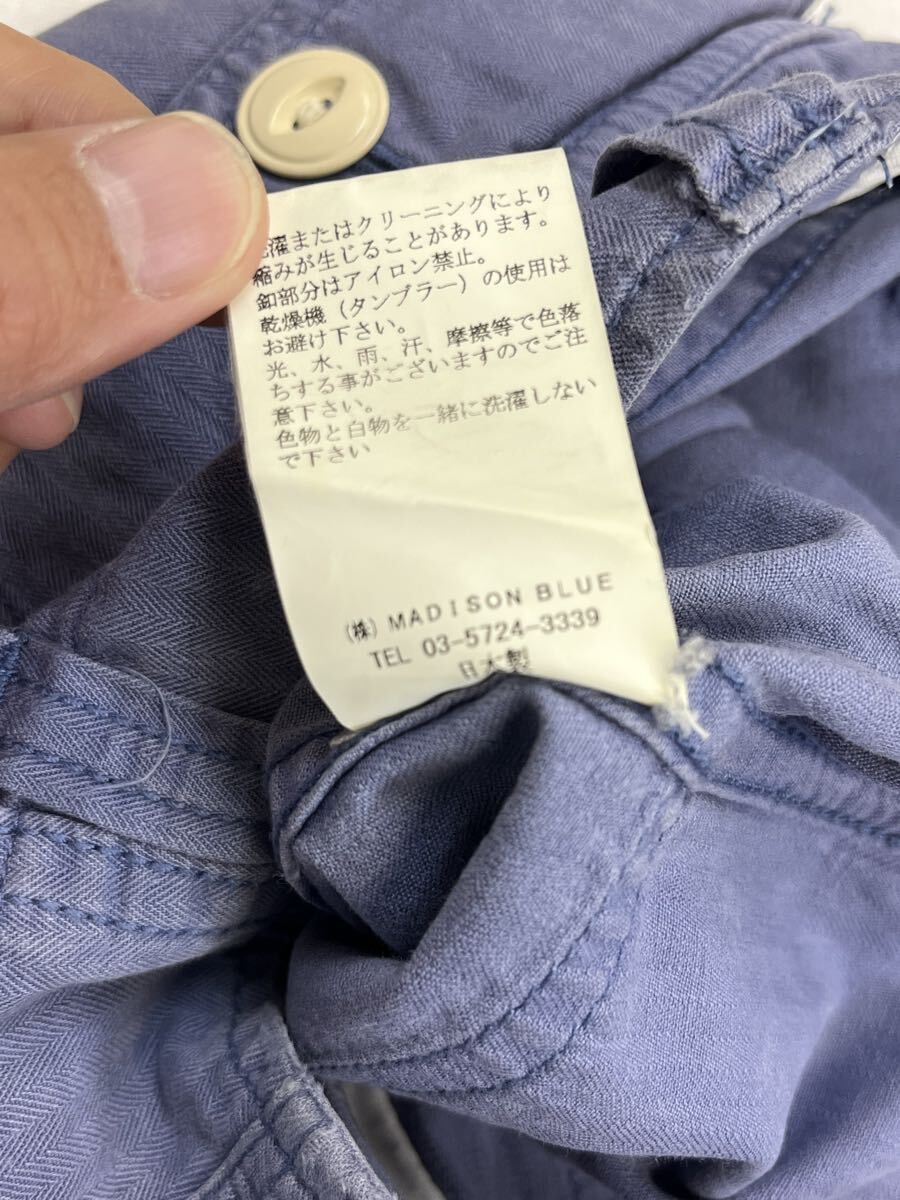 洗濯またはクリーニングにより
縮みが生じることがあります。
釦部分はアイロン禁止。
乾燥機（タンブラー）の使用は
お避け下さい。
光、水、雨、汗、摩擦等で色落
ちする事がございますのでご注
意下さい。
色物と白物を一緒に洗濯しない
で下さい
（株）MADISON BLUE
TEL 03-5724-3339
日本製